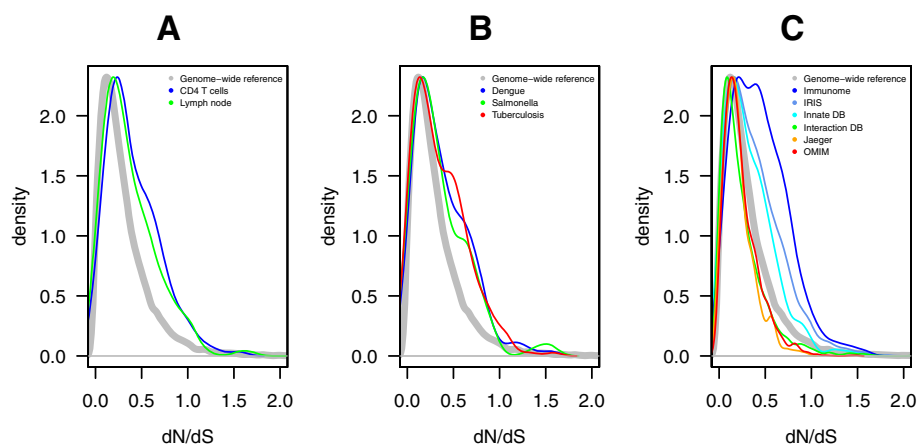 A
B
C
Genome-wide reference
CD4 T cells
Lymph node
Genome-wide reference
Dengue
Salmonella
Tuberculosis
Genome-wide reference
Immunome
IRIS
Innate DB
Interaction DB
Jaeger
OMIM
density
2.0
1.5
1.0
0.5
0.0
density
2.0
1.5
1.0
0.5
0.0
density
2.0
1.5
1.0
0.5
0.0
0.0 0.5 1.0 1.5 2.0
0.0 0.5 1.0 1.5 2.0
0.0 0.5 1.0 1.5 2.0
dN/dS
dN/dS
dN/dS